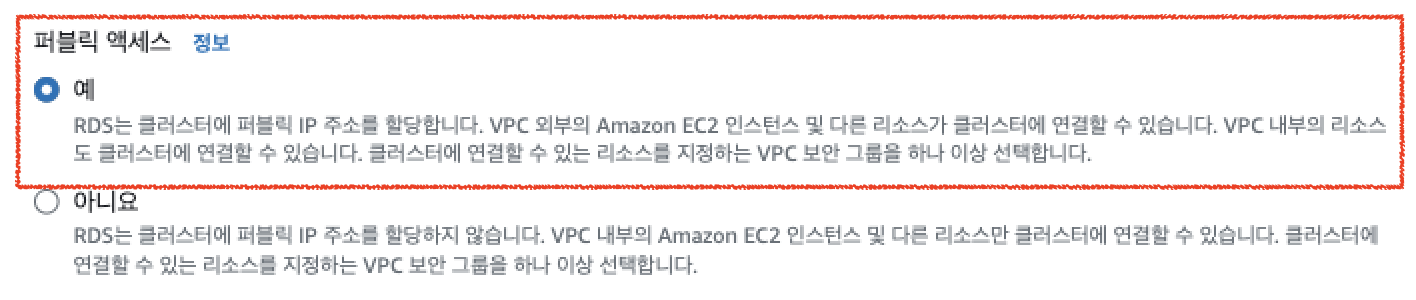 퍼블릭 액세스 정보
예
RDS는 클러스터에 퍼블릭 IP 주소를 할당합니다. VPC 외부의 Amazon EC2 인스턴스 및 다른 리소스가 클러스터에 연결할 수 있습니다. VPC 내부의 리소스
도 클러스터에 연결할 수 있습니다. 클러스터에 연결할 수 있는 리소스를 지정하는 VPC 보안 그룹을 하나 이상 선택합니다.
아니요
RDS는 클러스터에 퍼블릭 IP 주소를 할당하지 않습니다. VPC 내부의 Amazon EC2 인스턴스 및 다른 리소스만 클러스터에 연결할 수 있습니다. 클러스터에
연결할 수 있는 리소스를 지정하는 VPC 보안 그룹을 하나 이상 선택합니다.